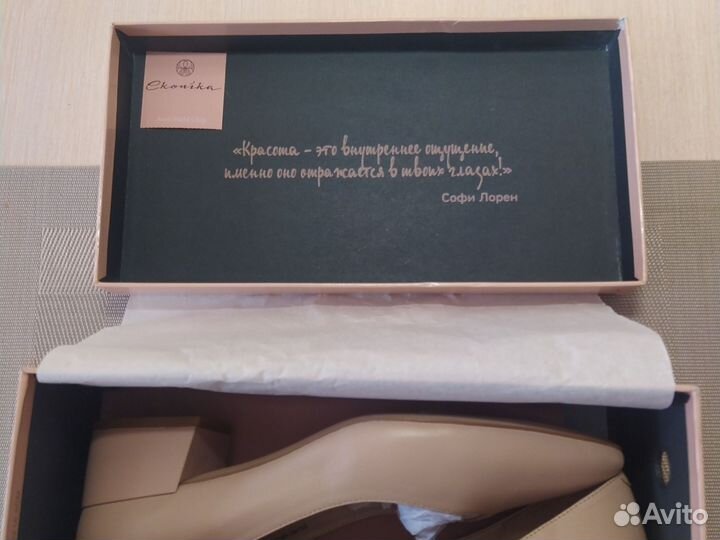 Ekonika
«Красота – это внутреннее ощущение,
именно оно отражается в твоих глазах!»
Софи Лорен
Avito